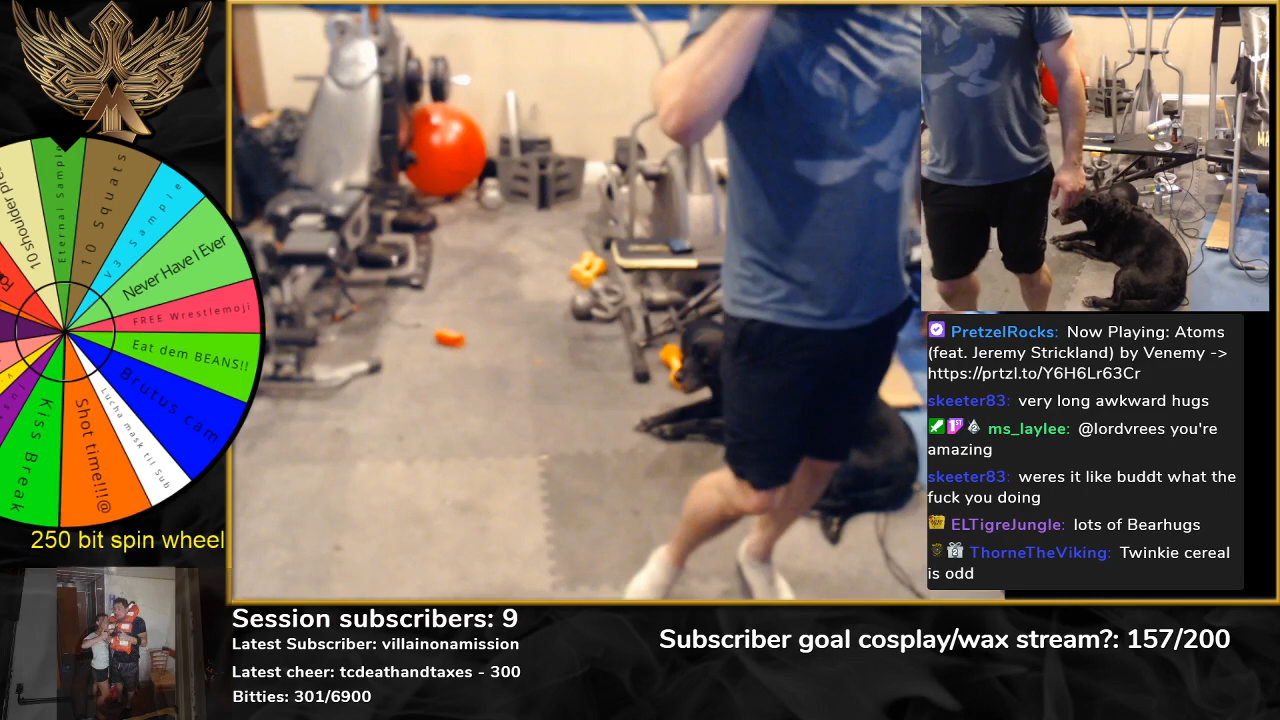 10 shoulder
Eternal Sample
10 Squats
V3 Sample
Never Have I Ever
FREE Wrestlemoji
Eat dem BEANS!!
Brutus cam
Lucha mask til Sub
Shot time!!!@
Kiss Break
250 bit spin wheel
PretzelRocks: Now Playing: Atoms
(feat. Jeremy Strickland) by Venemy ->
https://prtzl.to/Y6H6Lr63Cr
skeeter83: very long awkward hugs
ms_laylee: @lordvrees you're
amazing
skeeter83: weres it like buddt what the
fuck you doing
ELTigreJungle: lots of Bearhugs
ThorneTheViking: Twinkie cereal
is odd
Session subscribers: 9
Latest Subscriber: villainonamission
Latest cheer: tcdeathandtaxes - 300
Bitties: 301/6900
Subscriber goal cosplay/wax stream?: 157/200